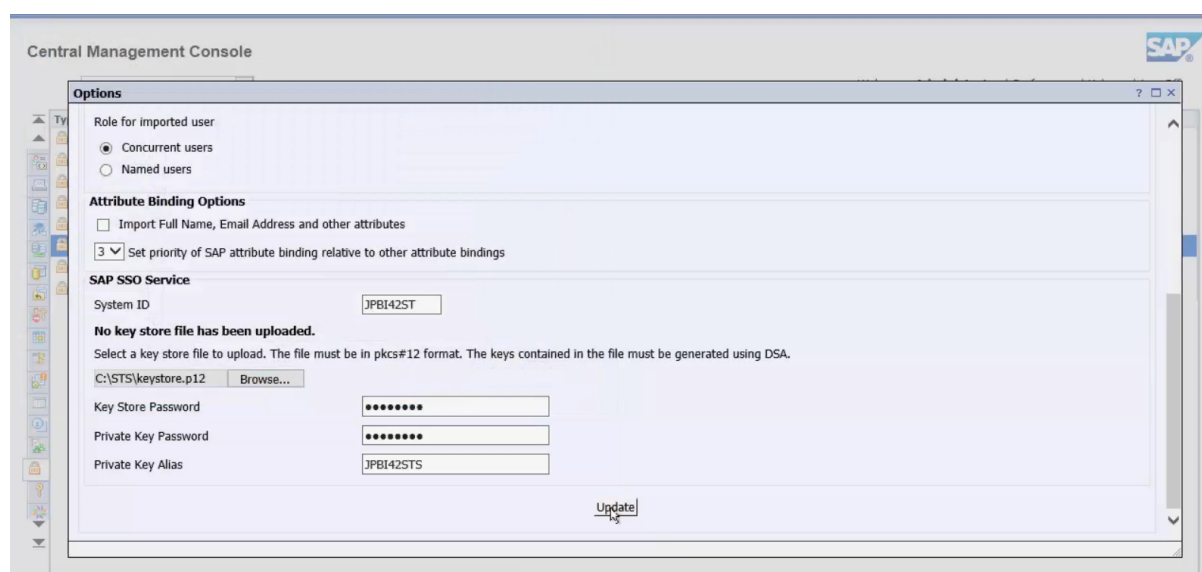 Central Management Console
SAP
Options
? □ ×
Role for imported user
Concurrent users
Named users
Attribute Binding Options
Import Full Name, Email Address and other attributes
3 Set priority of SAP attribute binding relative to other attribute bindings
SAP SSO Service
System ID JPBI42ST
No key store file has been uploaded.
Select a key store file to upload. The file must be in pkcs#12 format. The keys contained in the file must be generated using DSA.
C:\STS\keystore.p12 Browse...
Key Store Password ••••••••
Private Key Password ••••••••
Private Key Alias JPBI42STS
Update